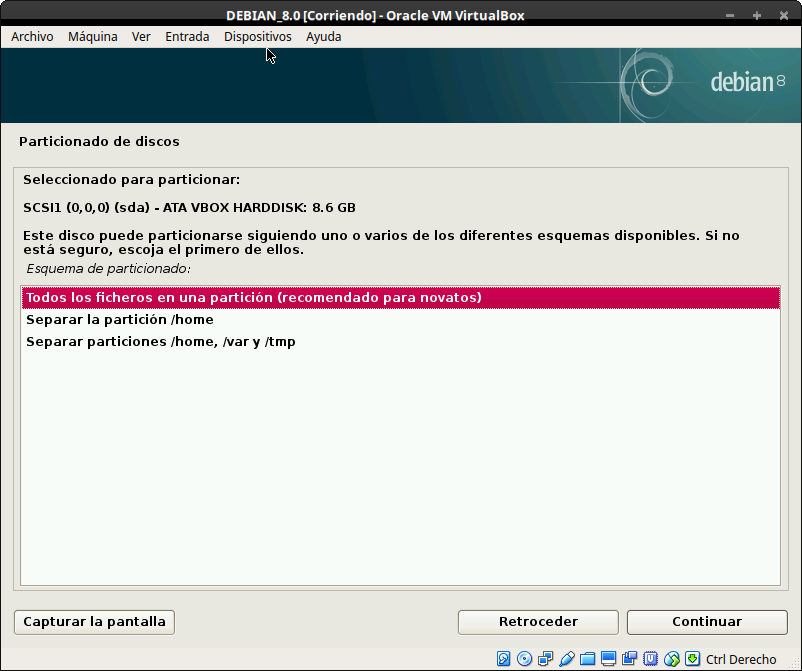 DEBIAN_8.0 [Corriendo] - Oracle VM VirtualBox
Archivo Máquina Ver Entrada Dispositivos Ayuda
debian 8
Particionado de discos
Seleccionado para particionar:
SCSI1 (0,0,0) (sda) - ATA VBOX HARDDISK: 8.6 GB
Este disco puede particionarse siguiendo uno o varios de los diferentes esquemas disponibles. Si no
está seguro, escoja el primero de ellos.
Esquema de particionado:
Todos los ficheros en una partición (recomendado para novatos)
Separar la partición /home
Separar particiones /home, /var y /tmp
Capturar la pantalla Retroceder Continuar
Ctrl Derecho